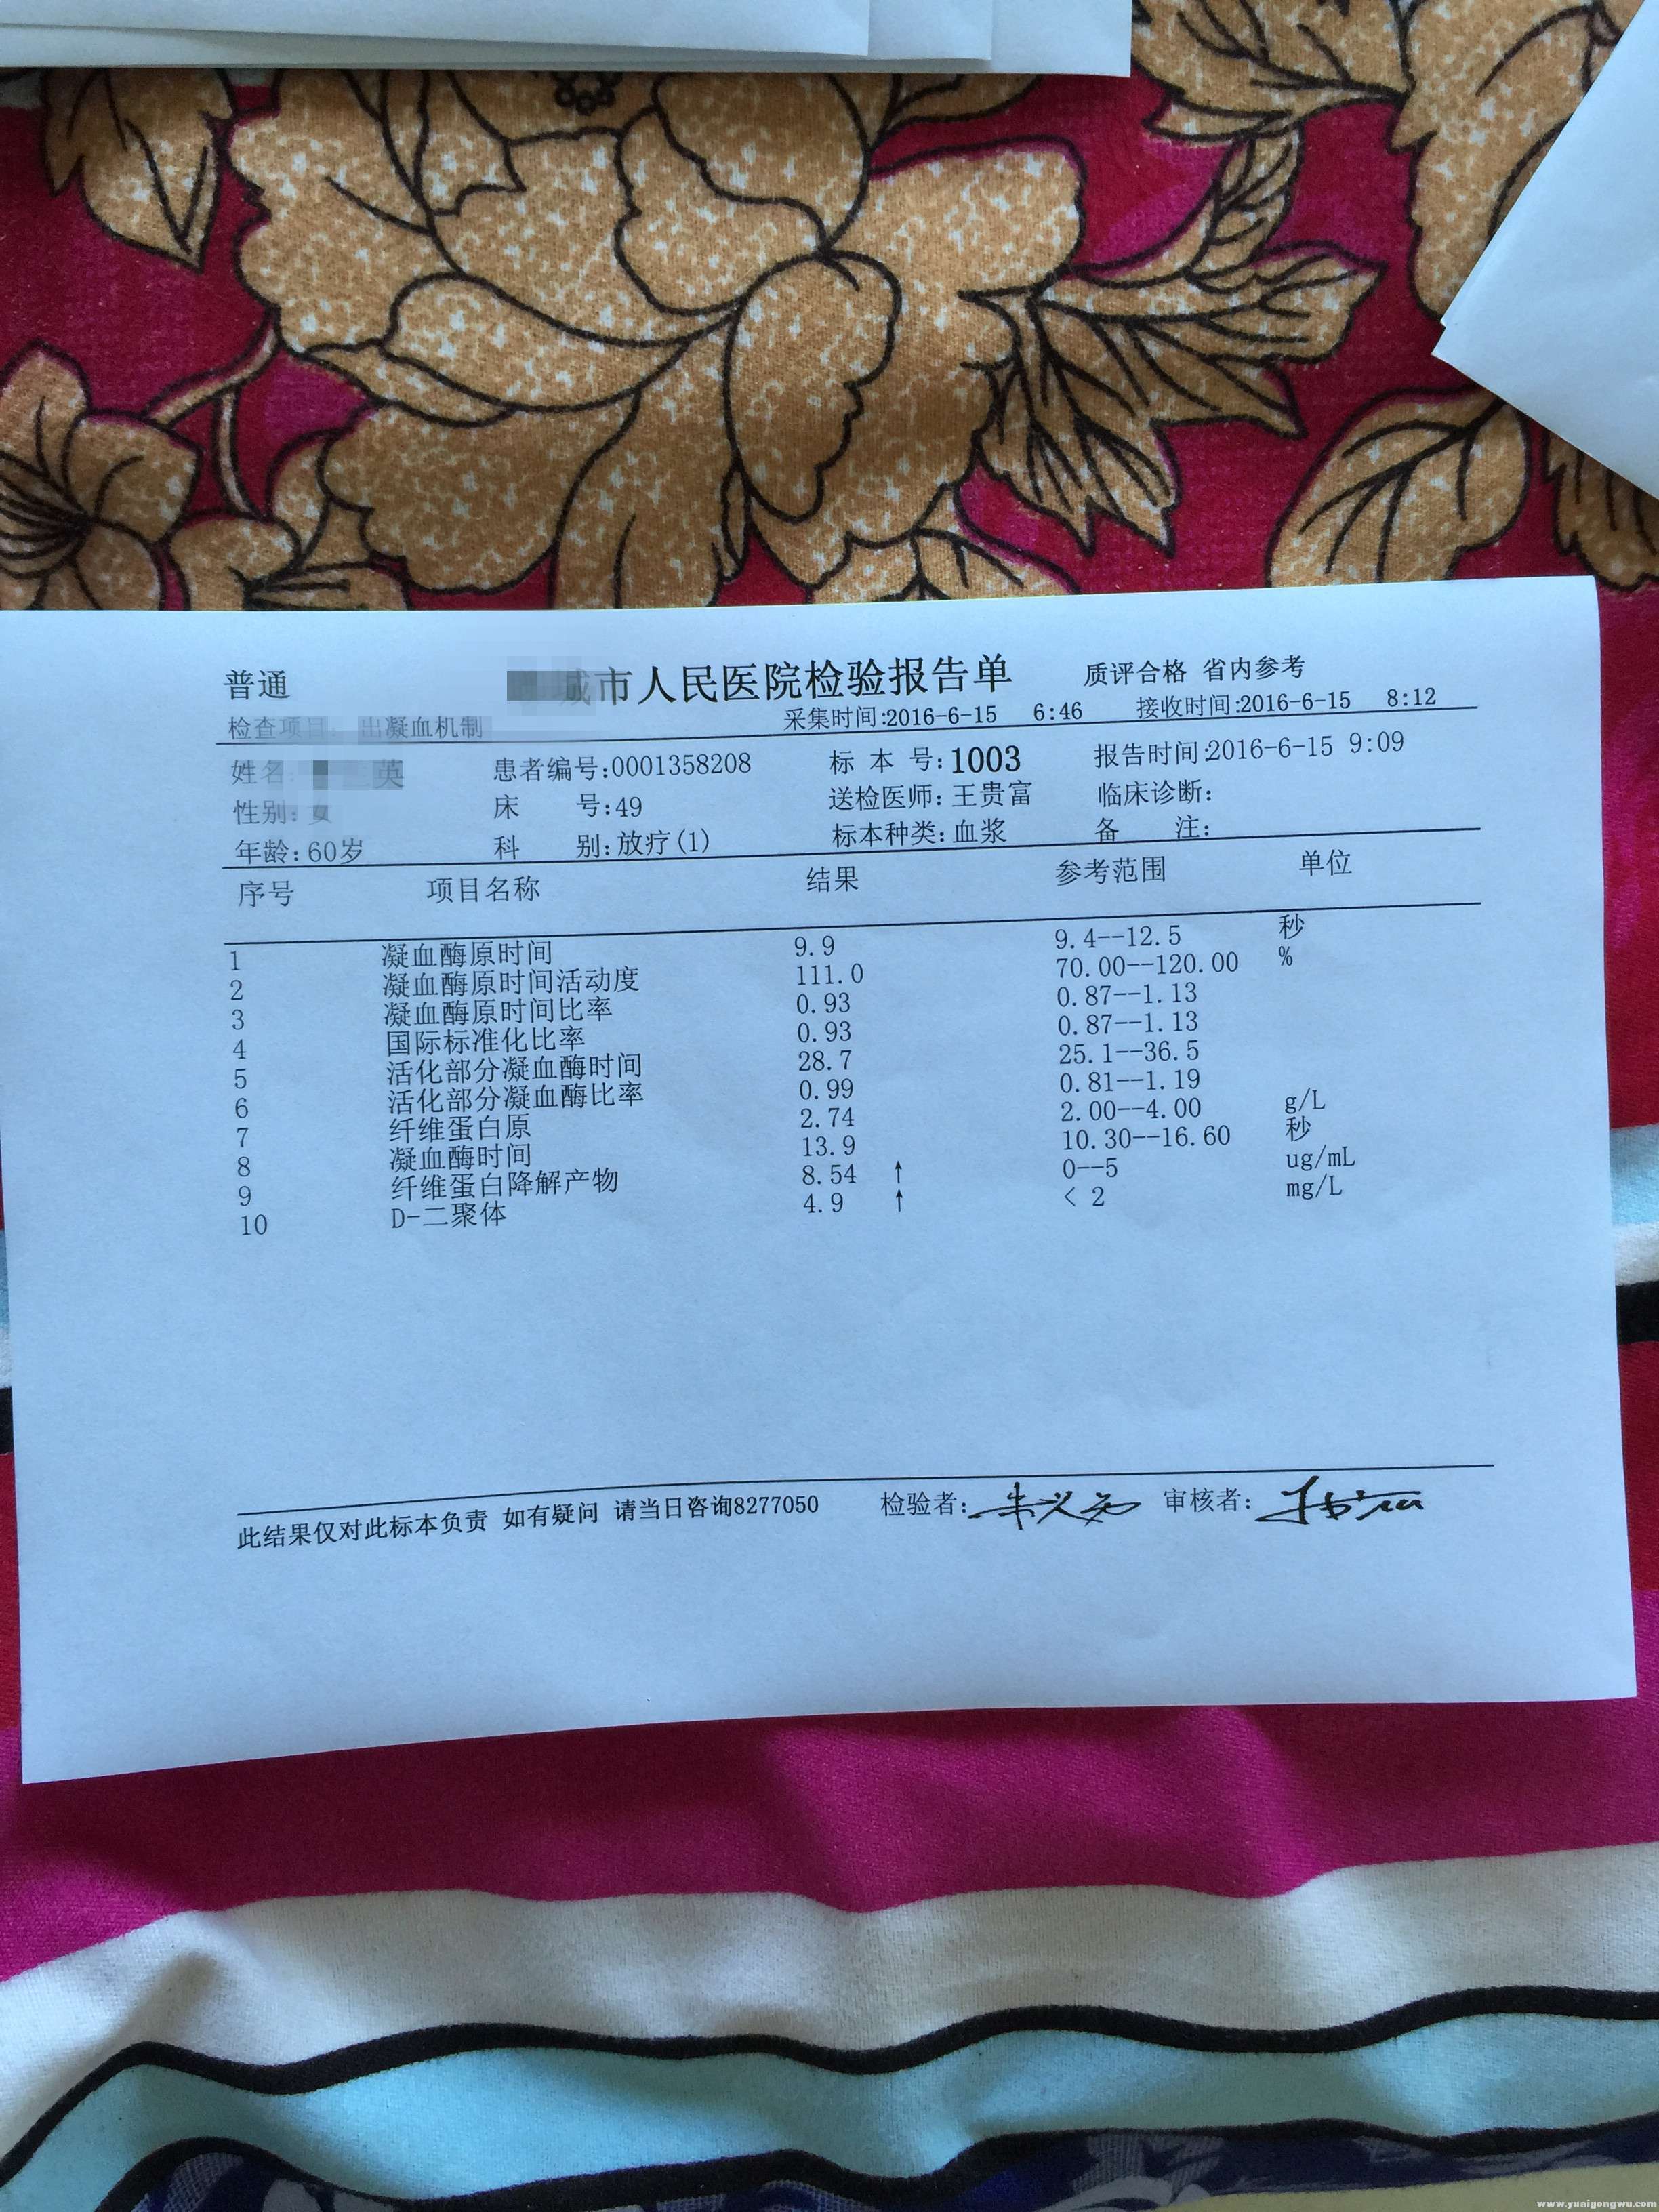 普通 城市人民医院检验报告单 质评合格 省内参考
检查项目: 出凝血机制 采集时间:2016-6-15 6:46 接收时间:2016-6-15 8:12
姓名: 英 患者编号:0001358208 标 本 号:1003 报告时间:2016-6-15 9:09
性别: 女 床 号:49 送检医师:王贵富 临床诊断:
年龄:60岁 科 别:放疗(1) 标本种类:血浆 备 注:
序号 项目名称 结果 参考范围 单位
1 凝血酶原时间 9.9 9.4--12.5 秒
2 凝血酶原时间活动度 111.0 70.00--120.00 %
3 凝血酶原时间比率 0.93 0.87--1.13
4 国际标准化比率 0.93 0.87--1.13
5 活化部分凝血酶时间 28.7 25.1--36.5
6 活化部分凝血酶比率 0.99 0.81--1.19
7 纤维蛋白原 2.74 2.00--4.00 g/L
8 凝血酶时间 13.9 10.30--16.60 秒
9 纤维蛋白降解产物 8.54 ↑ 0--5 ug/mL
10 D-二聚体 4.9 ↑ < 2 mg/L
此结果仅对此标本负责 如有疑问 请当日咨询8277050 检验者: 审核者:
www.yunigongwu.com